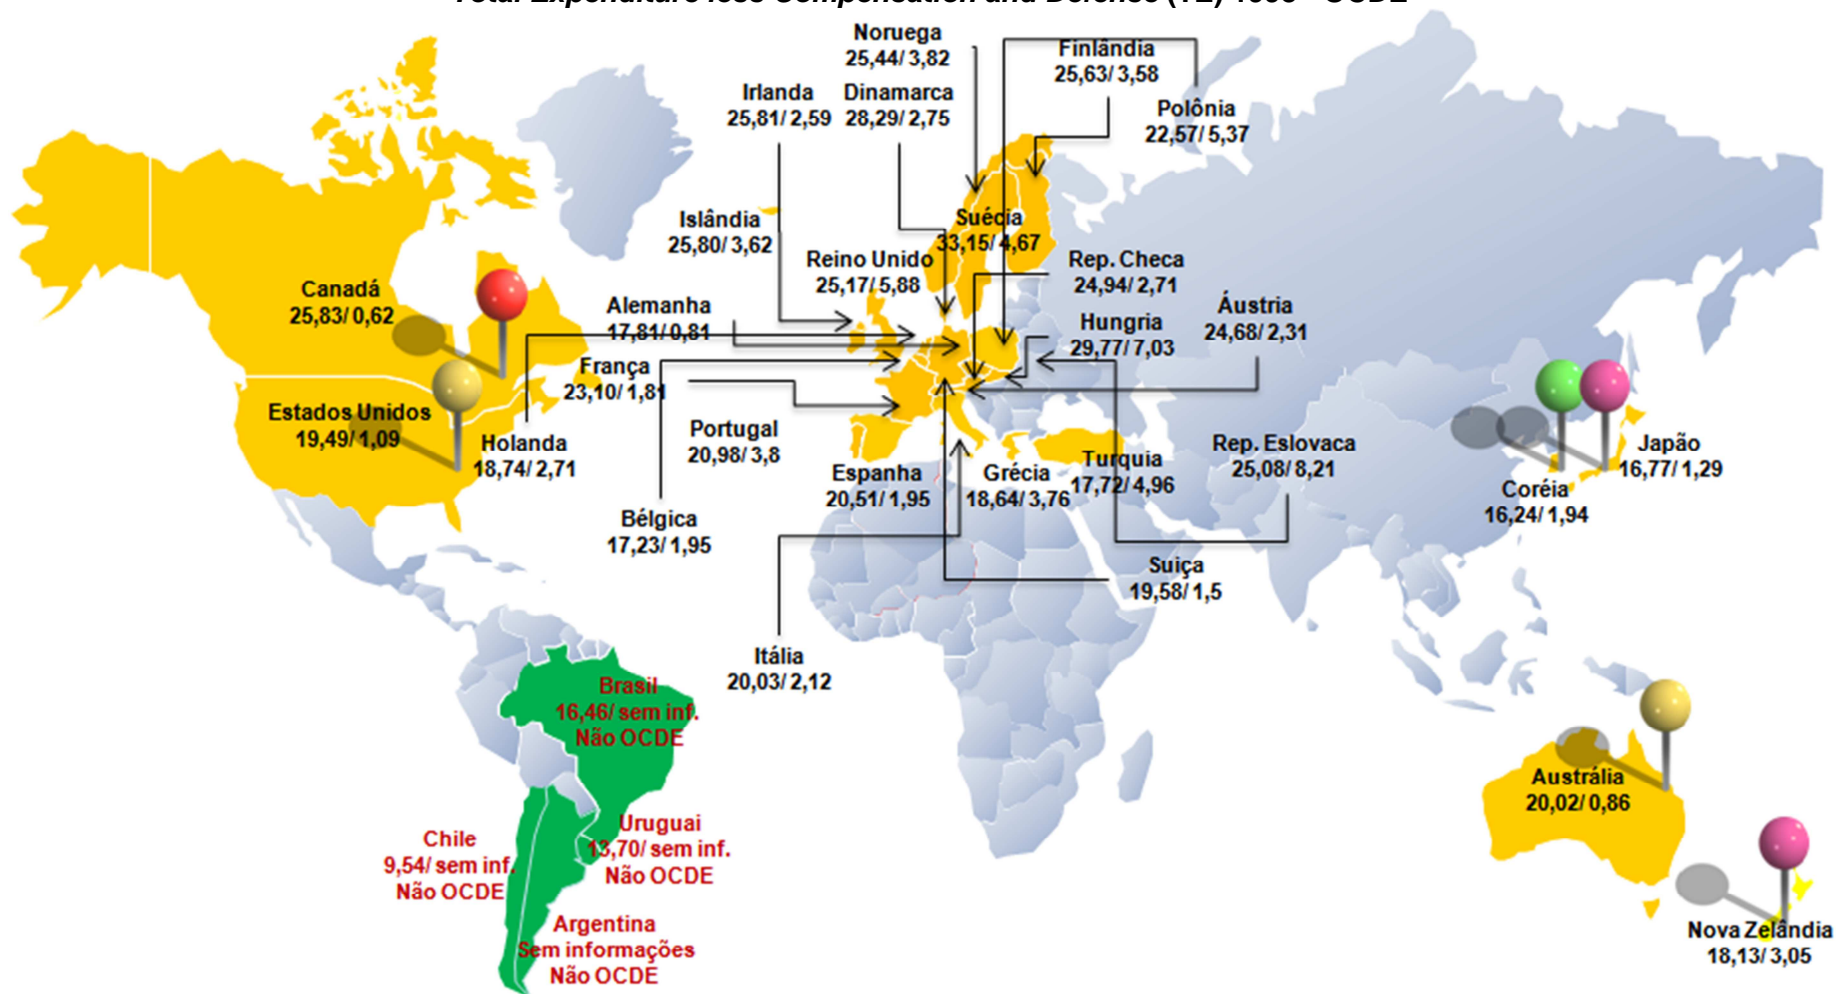 Total Expenditure less Compensation and Defence (TE) 1998 - OCDE
Noruega
25,44/ 3,82
Finlândia
25,63/ 3,58
Irlanda
25,81/ 2,59
Dinamarca
28,29/ 2,75
Polônia
22,57/ 5,37
Islândia
25,80/ 3,62
Suécia
33,15/ 4,67
Reino Unido
25,17/ 5,88
Rep. Checa
24,94/ 2,71
Canadá
25,83/ 0,62
Alemanha
17,81/ 0,81
Hungria
29,77/ 7,03
Áustria
24,68/ 2,31
França
23,10/ 1,81
Estados Unidos
19,49/ 1,09
Holanda
18,74/ 2,71
Portugal
20,98/ 3,8
Espanha
20,51/ 1,95
Grécia
18,64/ 3,76
Turquia
17,72/ 4,96
Rep. Eslovaca
25,08/ 8,21
Japão
16,77/ 1,29
Coréia
16,24/ 1,94
Bélgica
17,23/ 1,95
Suiça
19,58/ 1,5
Itália
20,03/ 2,12
Brasil
16,46/ sem inf.
Não OCDE
Austrália
20,02/ 0,86
Chile
9,54/ sem inf.
Não OCDE
Uruguai
13,70/ sem inf.
Não OCDE
Argentina
Sem informações
Não OCDE
Nova Zelândia
18,13/ 3,05